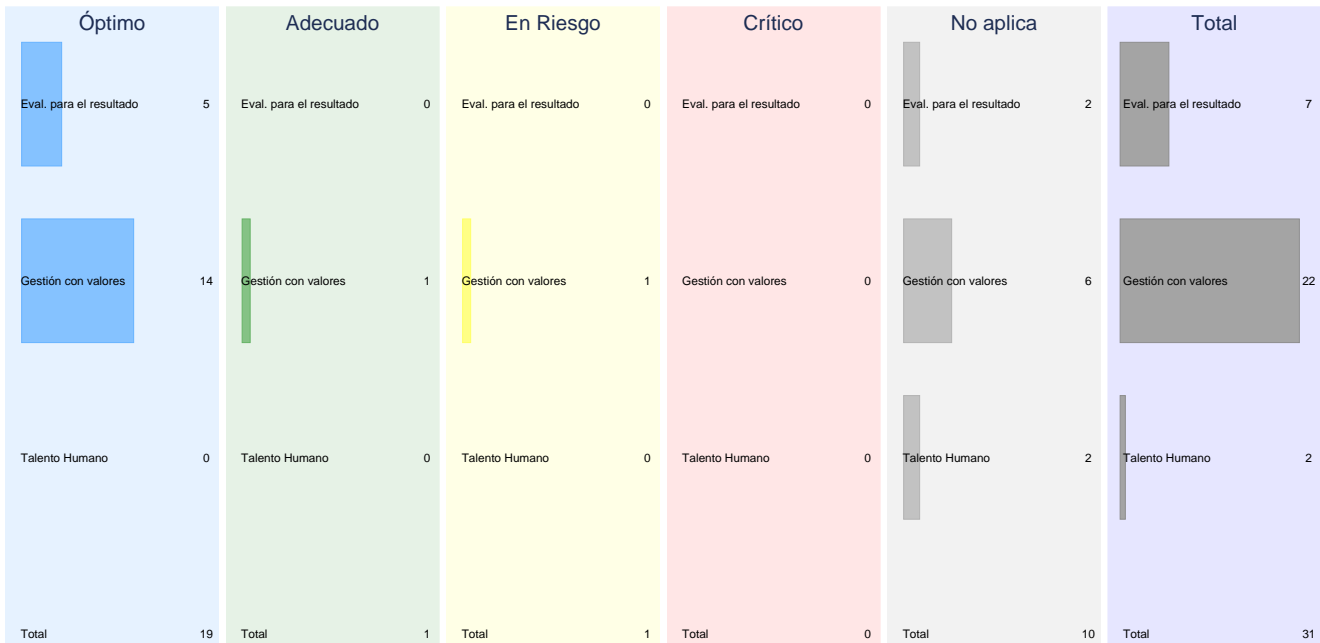 Óptimo Adecuado En Riesgo Crítico No aplica Total
Eval. para el resultado 5 Eval. para el resultado 0 Eval. para el resultado 0 Eval. para el resultado 0 Eval. para el resultado 2 Eval. para el resultado 7
Gestión con valores 14 Gestión con valores 1 Gestión con valores 1 Gestión con valores 0 Gestión con valores 6 Gestión con valores 22
Talento Humano 0 Talento Humano 0 Talento Humano 0 Talento Humano 0 Talento Humano 2 Talento Humano 2
Total 19 Total 1 Total 1 Total 0 Total 10 Total 31